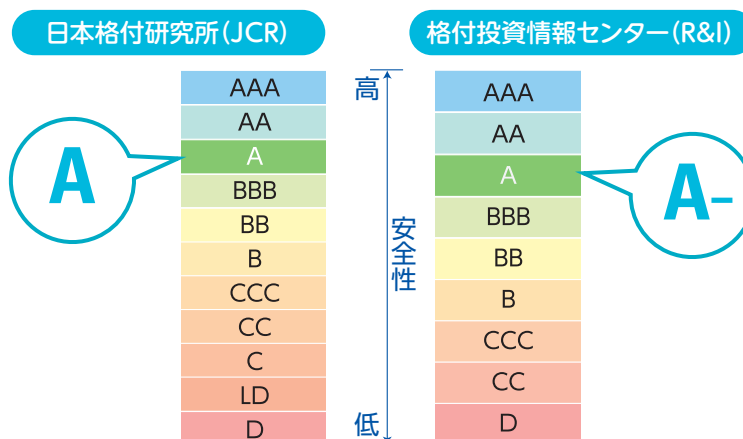 日本格付研究所(JCR)
AAA
AA
A
BBB
BB
B
CCC
CC
C
LD
D
A
高
安全性
低
格付投資情報センター(R&I)
AAA
AA
A
BBB
BB
B
CCC
CC
D
A-